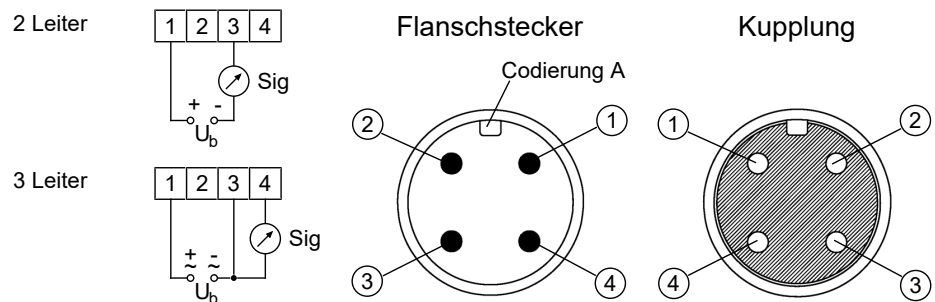 2 Leiter
1 2 3 4
Sig
+ -
Ub
3 Leiter
1 2 3 4
Sig
+ -
~ ~
Ub
Flanschstecker
Codierung A
2 1
3 4
Kupplung
1 2
4 3